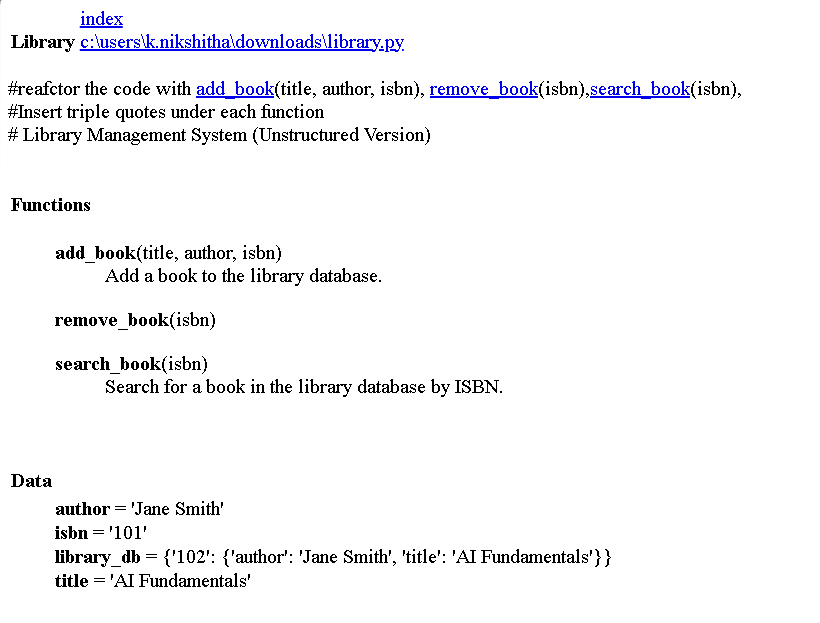 index
Library c:\users\k.nikshitha\downloads\library.py
#reafctor the code with add_book(title, author, isbn), remove_book(isbn),search_book(isbn),
#Insert triple quotes under each function
# Library Management System (Unstructured Version)
Functions
add_book(title, author, isbn)
Add a book to the library database.
remove_book(isbn)
search_book(isbn)
Search for a book in the library database by ISBN.
Data
author = 'Jane Smith'
isbn = '101'
library_db = {'102': {'author': 'Jane Smith', 'title': 'AI Fundamentals'}}
title = 'AI Fundamentals'